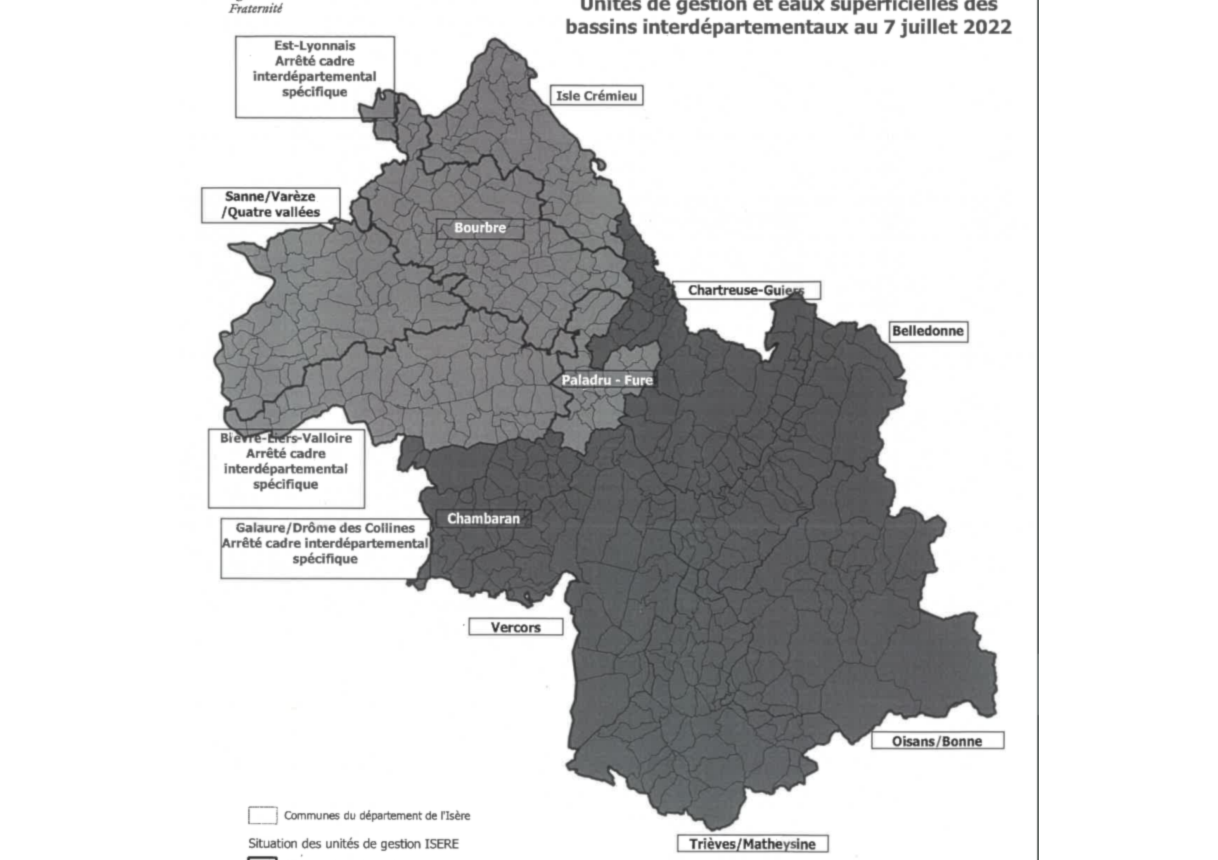 Fraternité
Unités de gestion et eaux superficielles des
bassins interdépartementaux au 7 juillet 2022
Est-Lyonnais
Arrêté cadre
interdépartemental
spécifique
Isle Crémieu
Sanne/Varèze
/Quatre vallées
Bourbre
Chartreuse-Guiers
Belledonne
Paladru - Fure
Bièvre-Liers-Valloire
Arrêté cadre
interdépartemental
spécifique
Chambaran
Galaure/Drôme des Collines
Arrêté cadre interdépartemental
spécifique
Vercors
Oisans/Bonne
Communes du département de l'Isère
Situation des unités de gestion ISERE
Trièves/Matheysine